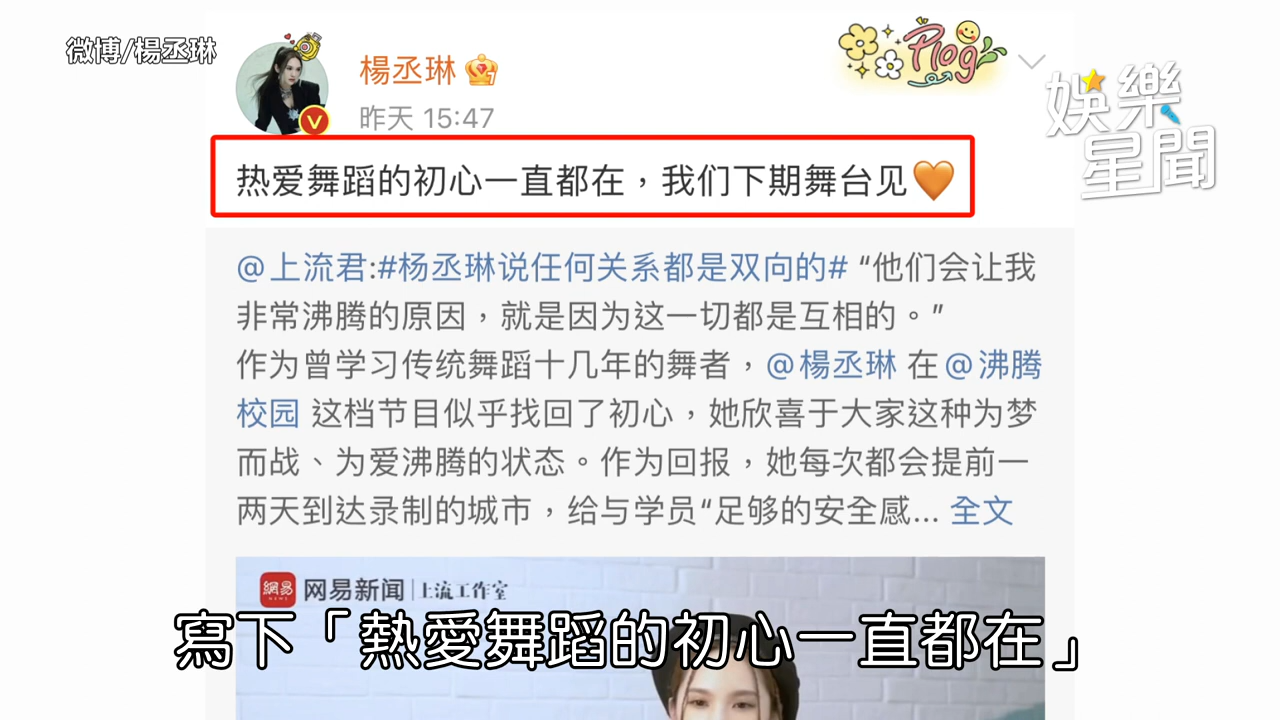 微博/楊丞琳
楊丞琳
昨天 15:47
Plog
娛樂
星聞
热爱舞蹈的初心一直都在，我们下期舞台见🧡
@上流君:#杨丞琳说任何关系都是双向的# “他们会让我
非常沸腾的原因，就是因为这一切都是互相的。”
作为曾学习传统舞蹈十几年的舞者，@楊丞琳 在@沸腾
校园 这档节目似乎找回了初心，她欣喜于大家这种为梦
而战、为爱沸腾的状态。作为回报，她每次都会提前一
两天到达录制的城市，给与学员“足够的安全感... 全文
網易 NEWS 网易新闻|上流工作室
寫下「熱愛舞蹈的初心一直都在」